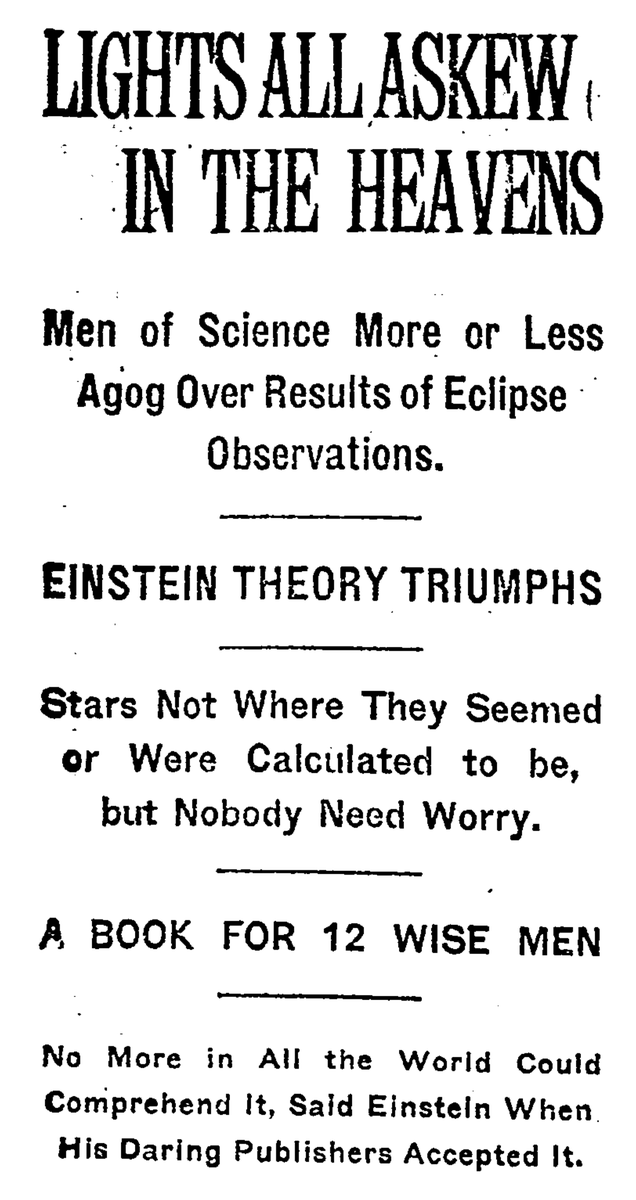 LIGHTS ALL ASKEW
IN THE HEAVENS
Men of Science More or Less
Agog Over Results of Eclipse
Observations.
EINSTEIN THEORY TRIUMPHS
Stars Not Where They Seemed
or Were Calculated to be,
but Nobody Need Worry.
A BOOK FOR 12 WISE MEN
No More in All the World Could
Comprehend It, Said Einstein When
His Daring Publishers Accepted It.